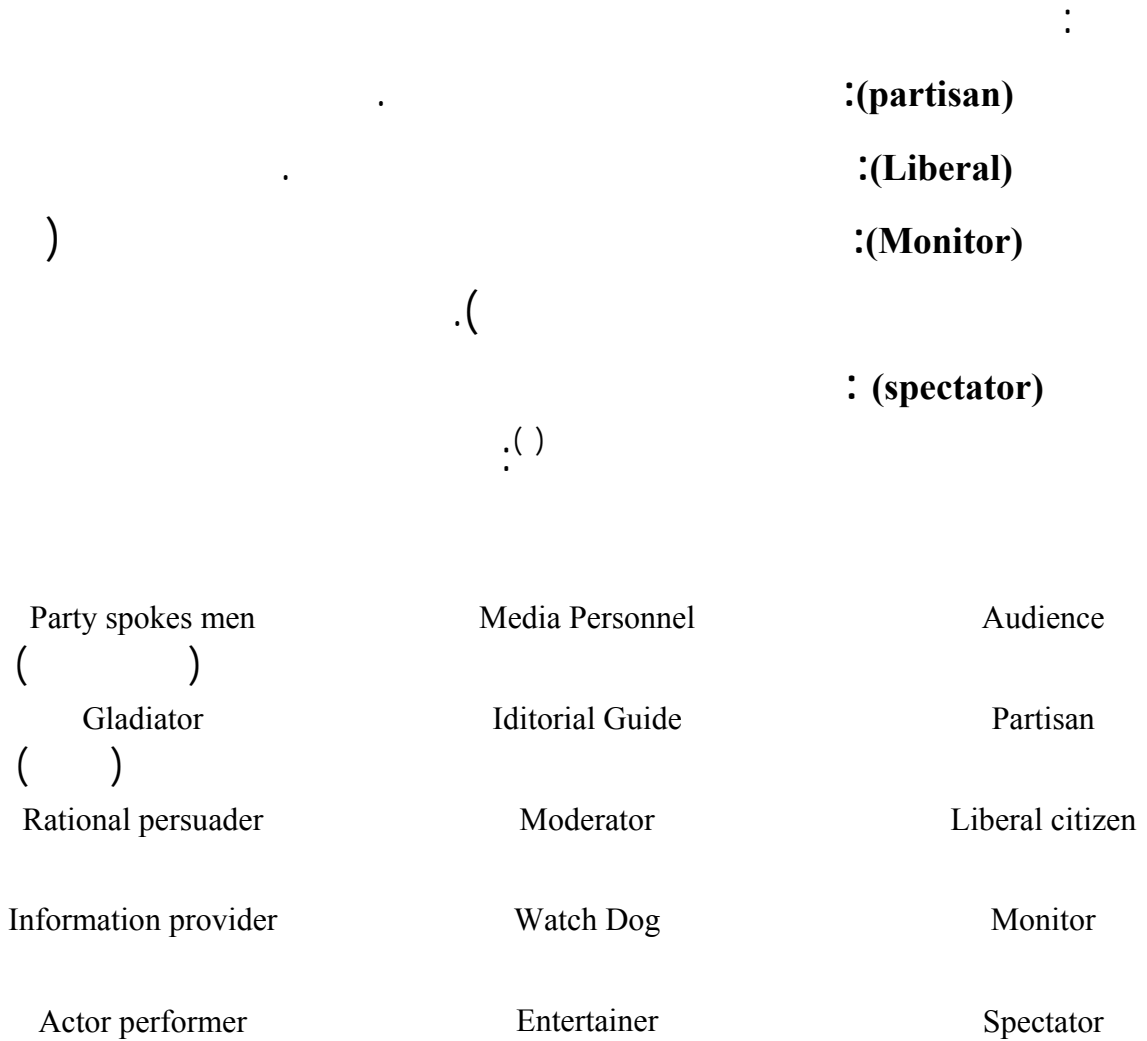 :
:(partisan) .
:(Liberal) .
:(Monitor) (
).
: (spectator)
( ):
Audience Media Personnel Party spokes men
( )
Partisan Iditorial Guide Gladiator
( )
Liberal citizen Moderator Rational persuader
Monitor Watch Dog Information provider
Spectator Entertainer Actor performer